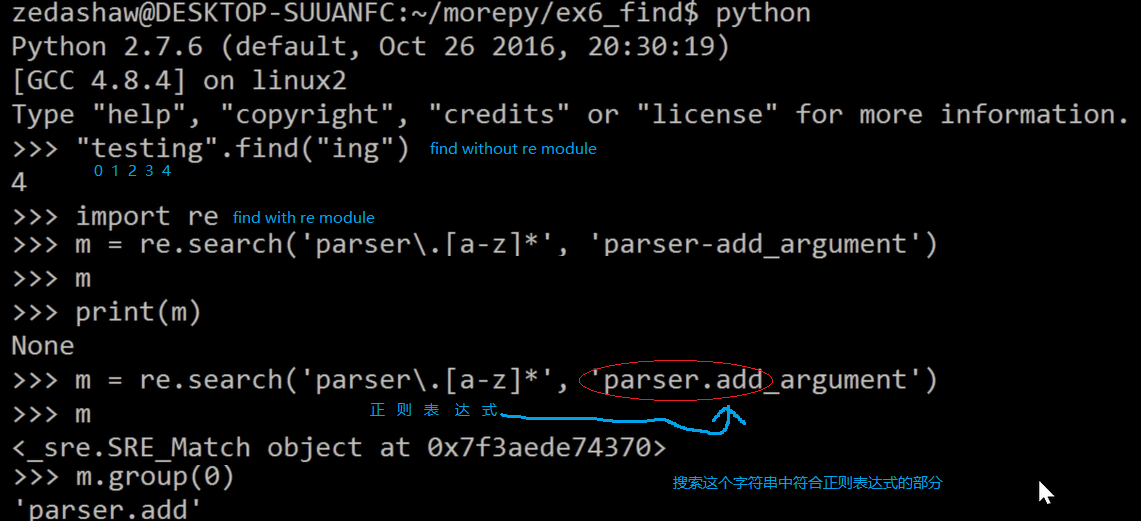 zedashaw@DESKTOP-SUUANFC:~/morepy/ex6_find$ python
Python 2.7.6 (default, Oct 26 2016, 20:30:19)
[GCC 4.8.4] on linux2
Type "help", "copyright", "credits" or "license" for more information.
>>> "testing".find("ing") find without re module
0 1 2 3 4
4
>>> import re find with re module
>>> m = re.search('parser\.[a-z]*', 'parser-add_argument')
>>> m
>>> print(m)
None
>>> m = re.search('parser\.[a-z]*', 'parser.add_argument')
>>> m 正 则 表 达 式
<_sre.SRE_Match object at 0x7f3aede74370>
>>> m.group(0) 搜索这个字符串中符合正则表达式的部分
'parser.add'